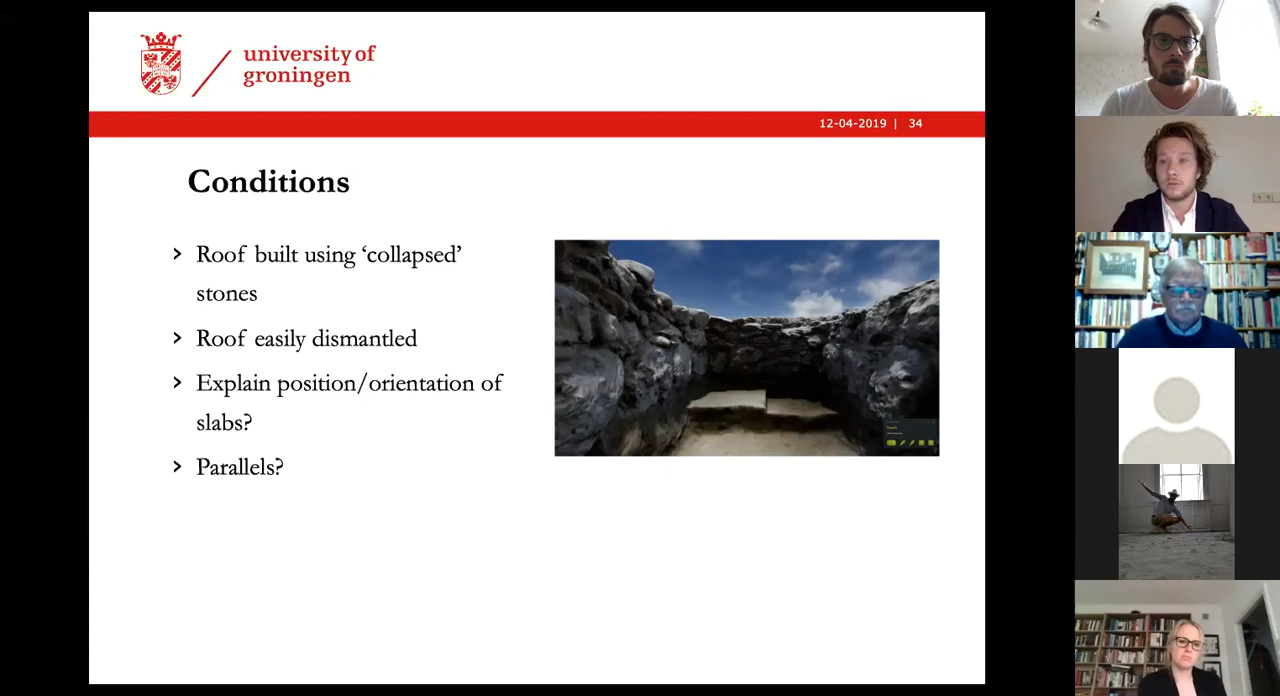 university of
groningen
12-04-2019 | 34
Conditions
› Roof built using ‘collapsed’
stones
› Roof easily dismantled
› Explain position/orientation of
slabs?
› Parallels?